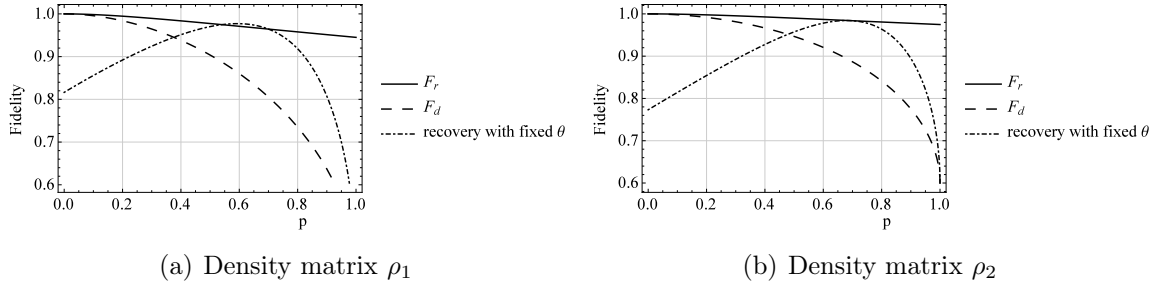 1.0
0.9
0.8
0.7
0.6
Fidelity
0.0 0.2 0.4 0.6 0.8 1.0
p
F_r
F_d
recovery with fixed θ
(a) Density matrix ρ1
1.0
0.9
0.8
0.7
0.6
Fidelity
0.0 0.2 0.4 0.6 0.8 1.0
p
F_r
F_d
recovery with fixed θ
(b) Density matrix ρ2